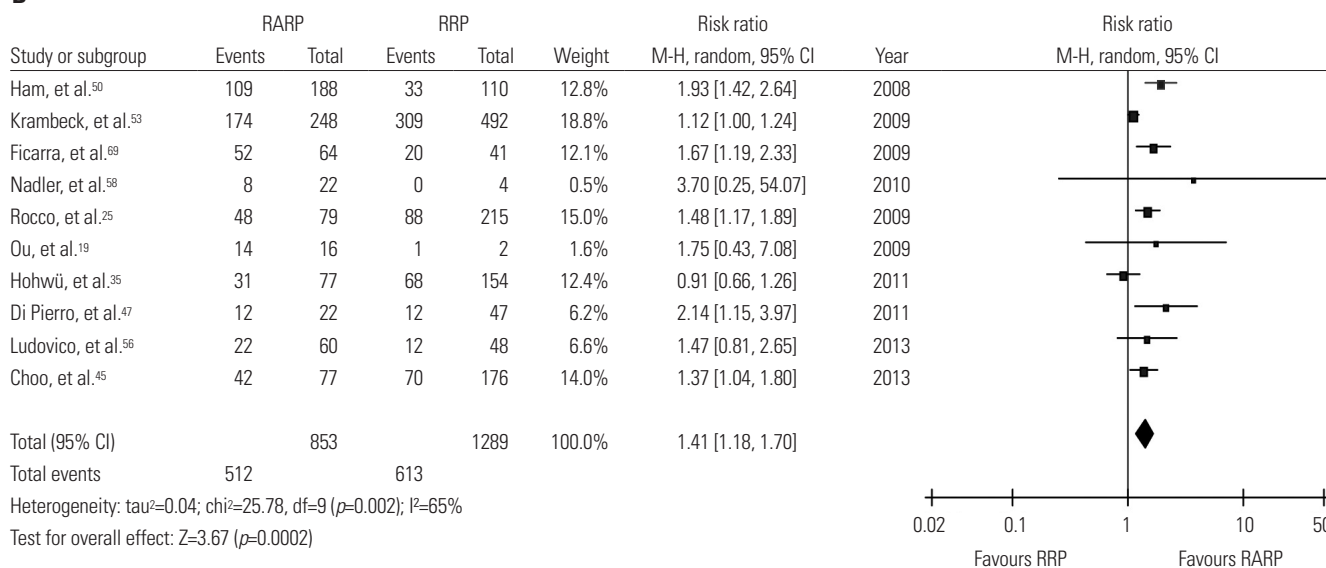 RARP RRP Risk ratio Risk ratio
Study or subgroup Events Total Events Total Weight M-H, random, 95% CI Year M-H, random, 95% CI
Ham, et al.⁵⁰ 109 188 33 110 12.8% 1.93 [1.42, 2.64] 2008
Krambeck, et al.⁵³ 174 248 309 492 18.8% 1.12 [1.00, 1.24] 2009
Ficarra, et al.⁶⁹ 52 64 20 41 12.1% 1.67 [1.19, 2.33] 2009
Nadler, et al.⁵⁸ 8 22 0 4 0.5% 3.70 [0.25, 54.07] 2010
Rocco, et al.²⁵ 48 79 88 215 15.0% 1.48 [1.17, 1.89] 2009
Ou, et al.¹⁹ 14 16 1 2 1.6% 1.75 [0.43, 7.08] 2009
Hohwü, et al.³⁵ 31 77 68 154 12.4% 0.91 [0.66, 1.26] 2011
Di Pierro, et al.⁴⁷ 12 22 12 47 6.2% 2.14 [1.15, 3.97] 2011
Ludovico, et al.⁵⁶ 22 60 12 48 6.6% 1.47 [0.81, 2.65] 2013
Choo, et al.⁴⁵ 42 77 70 176 14.0% 1.37 [1.04, 1.80] 2013
Total (95% CI) 853 1289 100.0% 1.41 [1.18, 1.70]
Total events 512 613
Heterogeneity: tau²=0.04; chi²=25.78, df=9 (p=0.002); I²=65%
Test for overall effect: Z=3.67 (p=0.0002)
0.02 0.1 1 10 50
Favours RRP Favours RARP